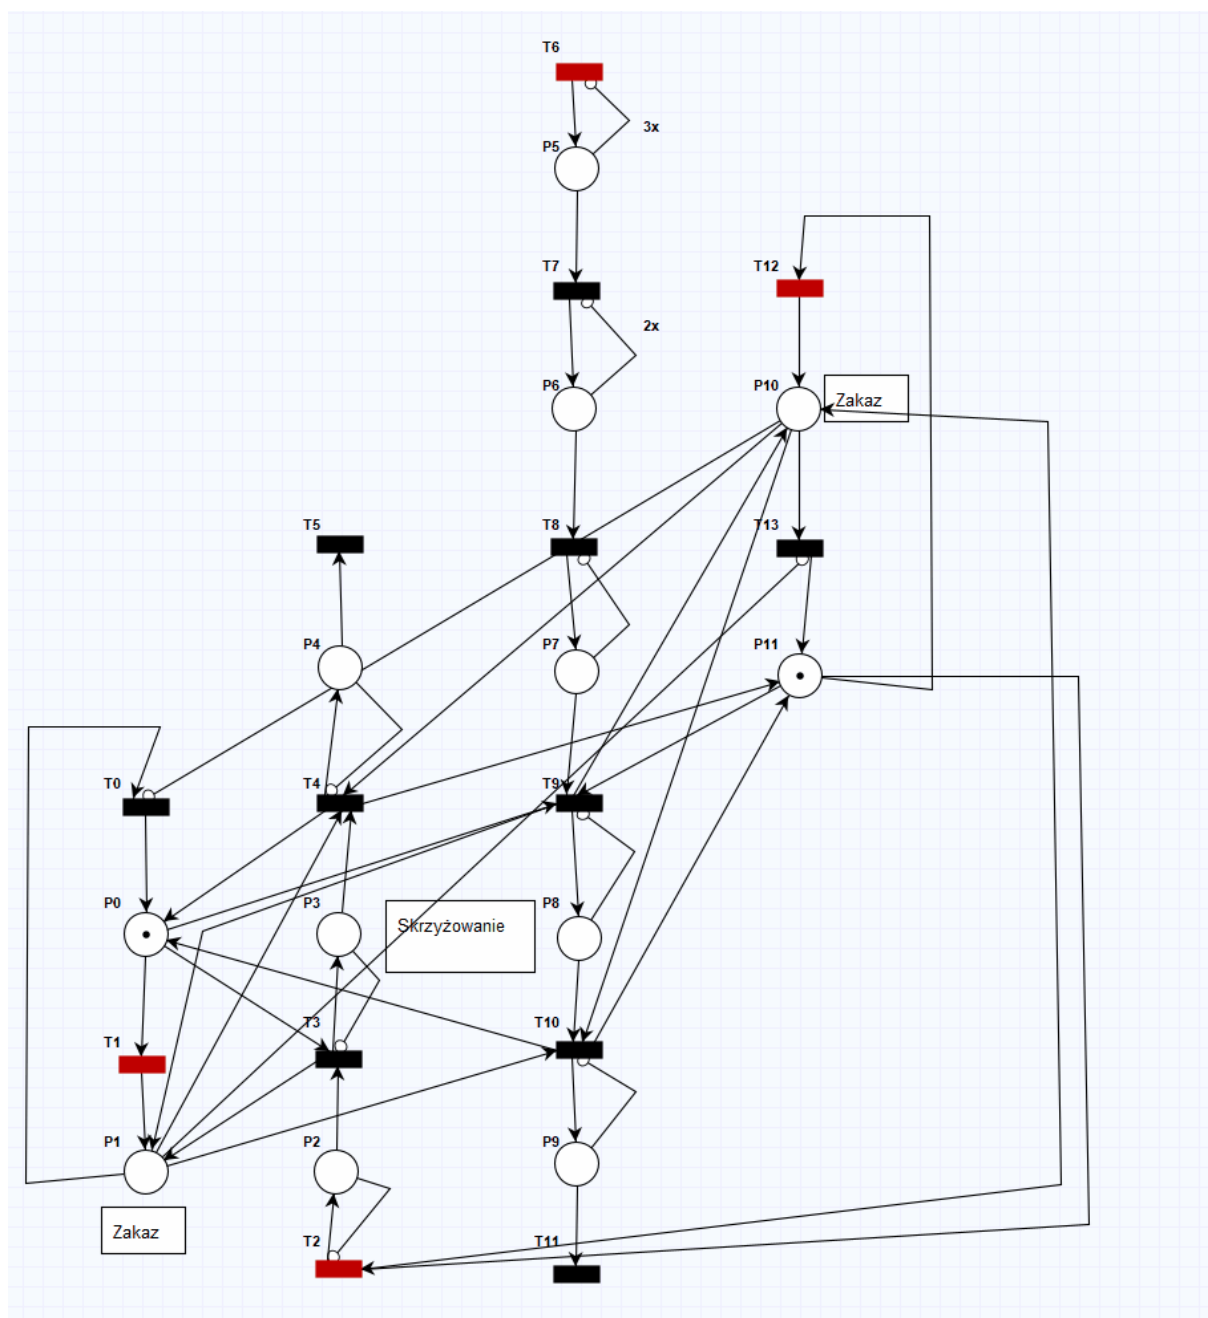 T6
3x
P5
T7
T12
2x
P6
P10
Zakaz
T5
T8
T13
P4
P7
P11
T0
T4
T9
P0
P3
P8
Skrzyżowanie
T3
T10
T1
P1
P2
P9
Zakaz
T2
T11